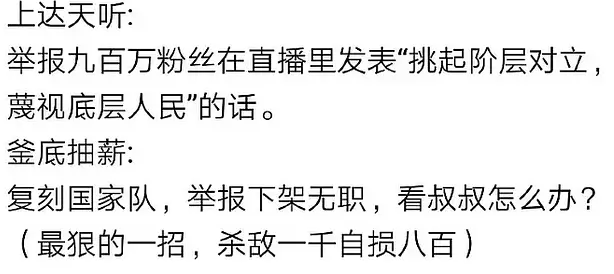 上达天听:
举报九百万粉丝在直播里发表“挑起阶层对立，
蔑视底层人民”的话。
釜底抽薪:
复刻国家队，举报下架无职，看叔叔怎么办？
（最狠的一招，杀敌一千自损八百）